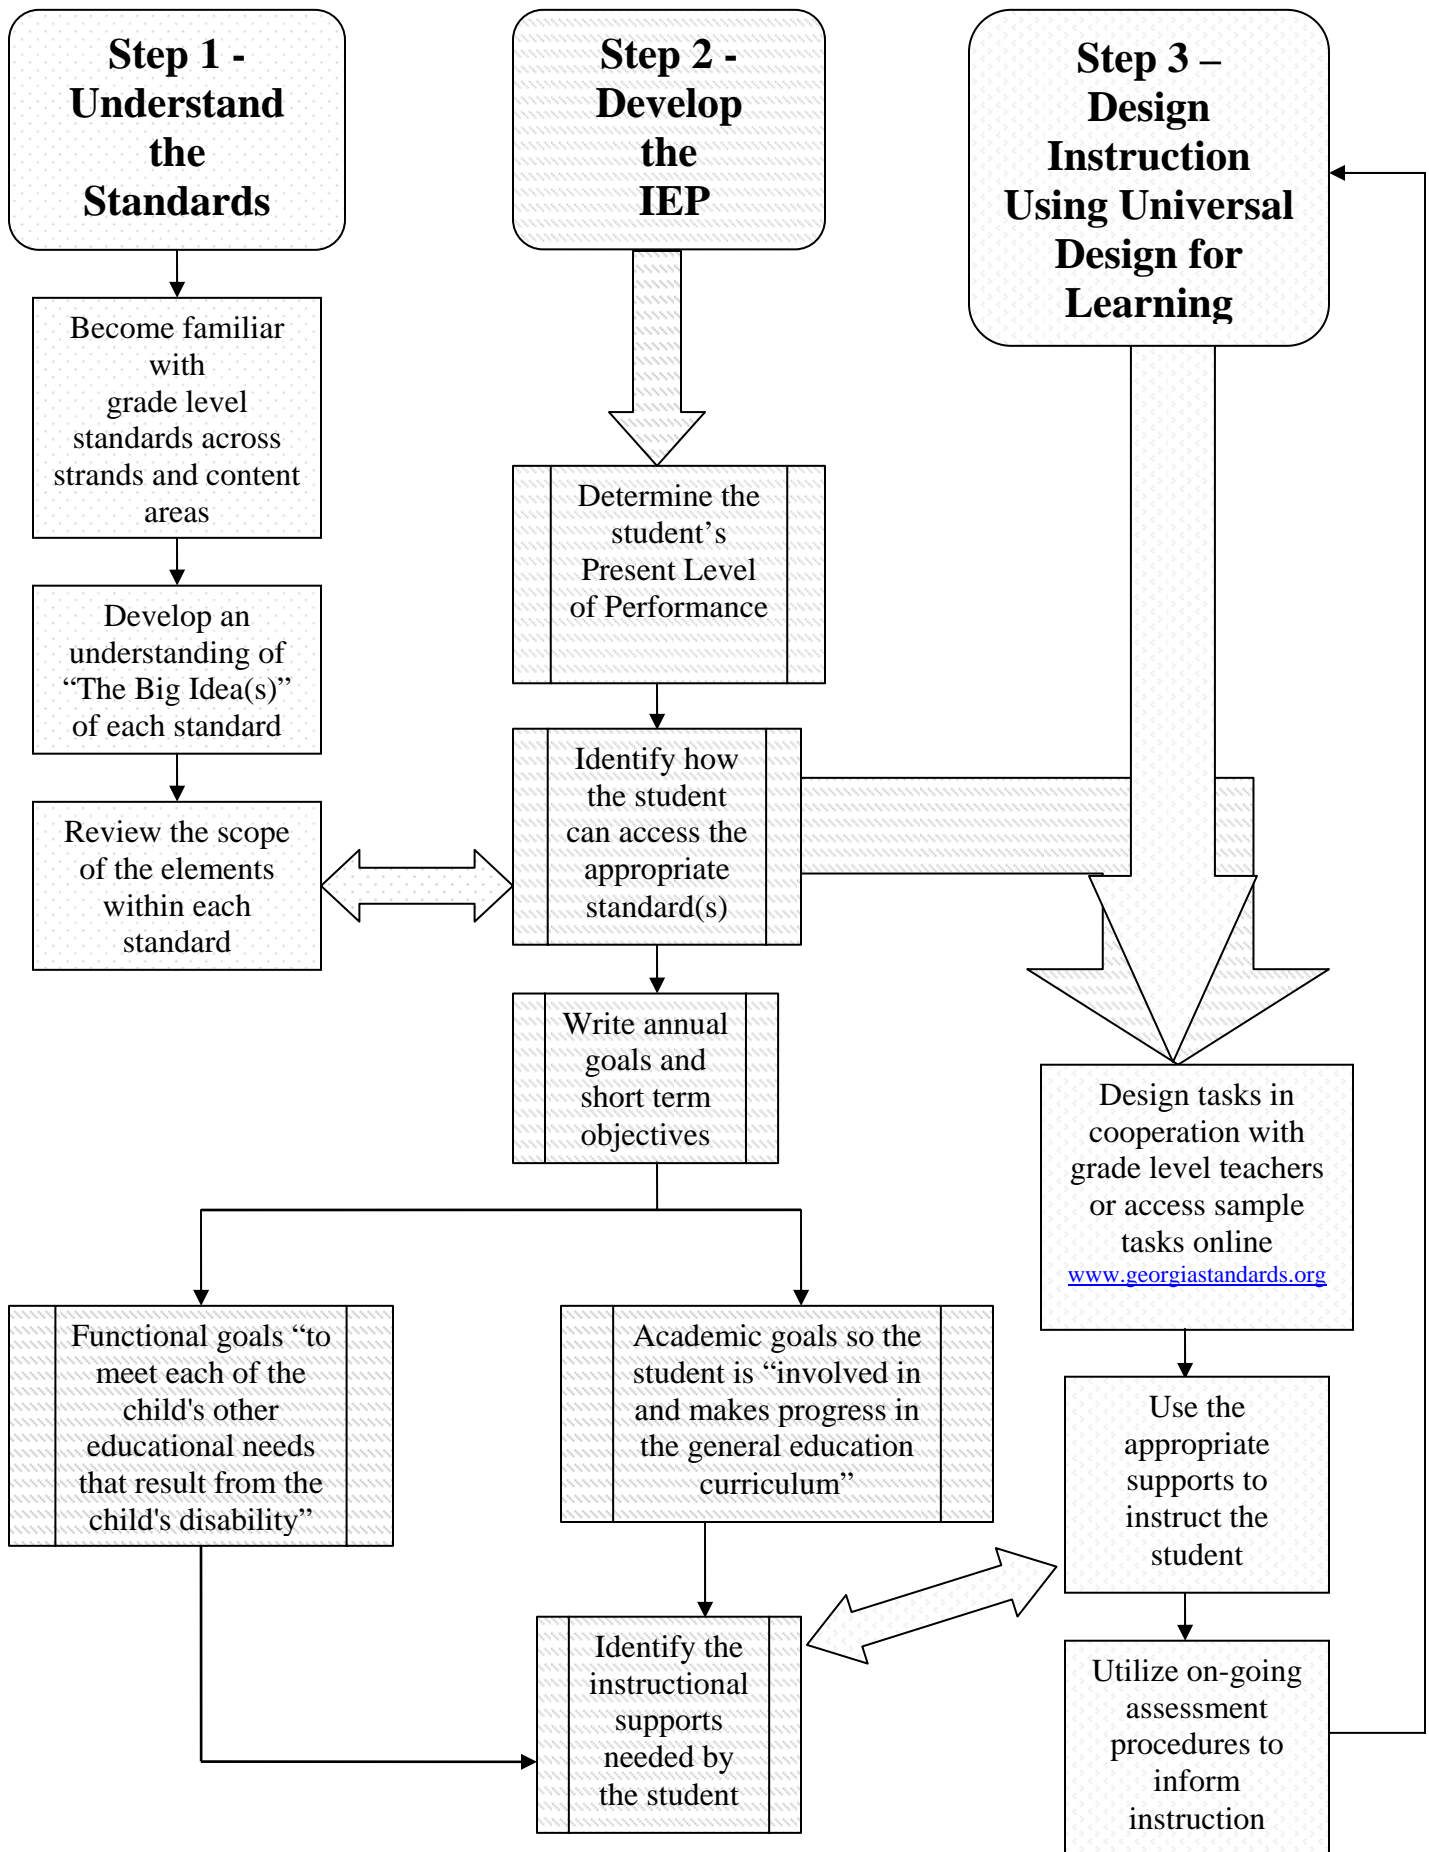 Step 1 -
Understand
the
Standards
Become familiar
with
grade level
standards across
strands and content
areas
Develop an
understanding of
“The Big Idea(s)”
of each standard
Review the scope
of the elements
within each
standard
Step 2 -
Develop
the
IEP
Determine the
student’s
Present Level
of Performance
Identify how
the student
can access the
appropriate
standard(s)
Write annual
goals and
short term
objectives
Functional goals “to
meet each of the
child's other
educational needs
that result from the
child's disability”
Academic goals so the
student is “involved in
and makes progress in
the general education
curriculum”
Identify the
instructional
supports
needed by
the student
Step 3 –
Design
Instruction
Using Universal
Design for
Learning
Design tasks in
cooperation with
grade level teachers
or access sample
tasks online
www.georgiastandards.org
Use the
appropriate
supports to
instruct the
student
Utilize on-going
assessment
procedures to
inform
instruction